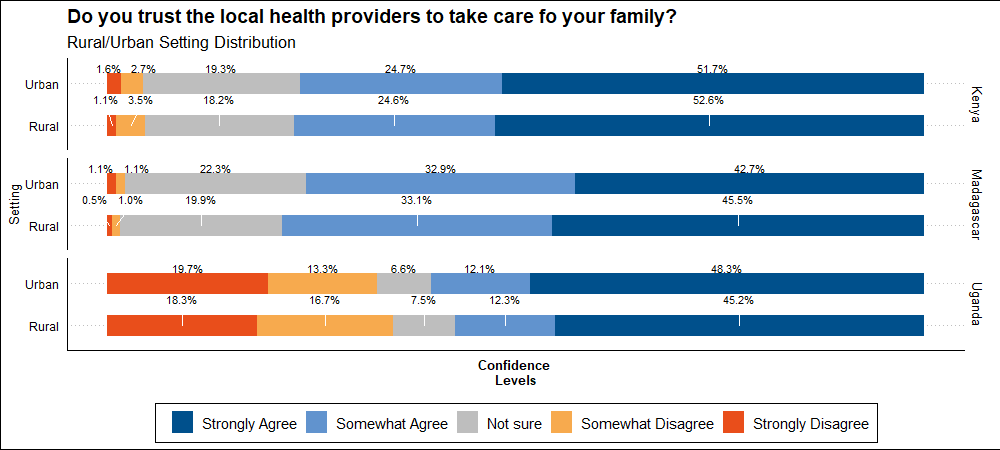 Do you trust the local health providers to take care fo your family?
Rural/Urban Setting Distribution
1.6% 2.7% 19.3% 24.7% 51.7%
Urban
1.1% 3.5% 18.2% 24.6% 52.6%
Rural
Kenya
1.1% 1.1% 22.3% 32.9% 42.7%
Urban
0.5% 1.0% 19.9% 33.1% 45.5%
Rural
Madagascar
Setting
19.7% 13.3% 6.6% 12.1% 48.3%
Urban
18.3% 16.7% 7.5% 12.3% 45.2%
Rural
Uganda
Confidence
Levels
Strongly Agree Somewhat Agree Not sure Somewhat Disagree Strongly Disagree